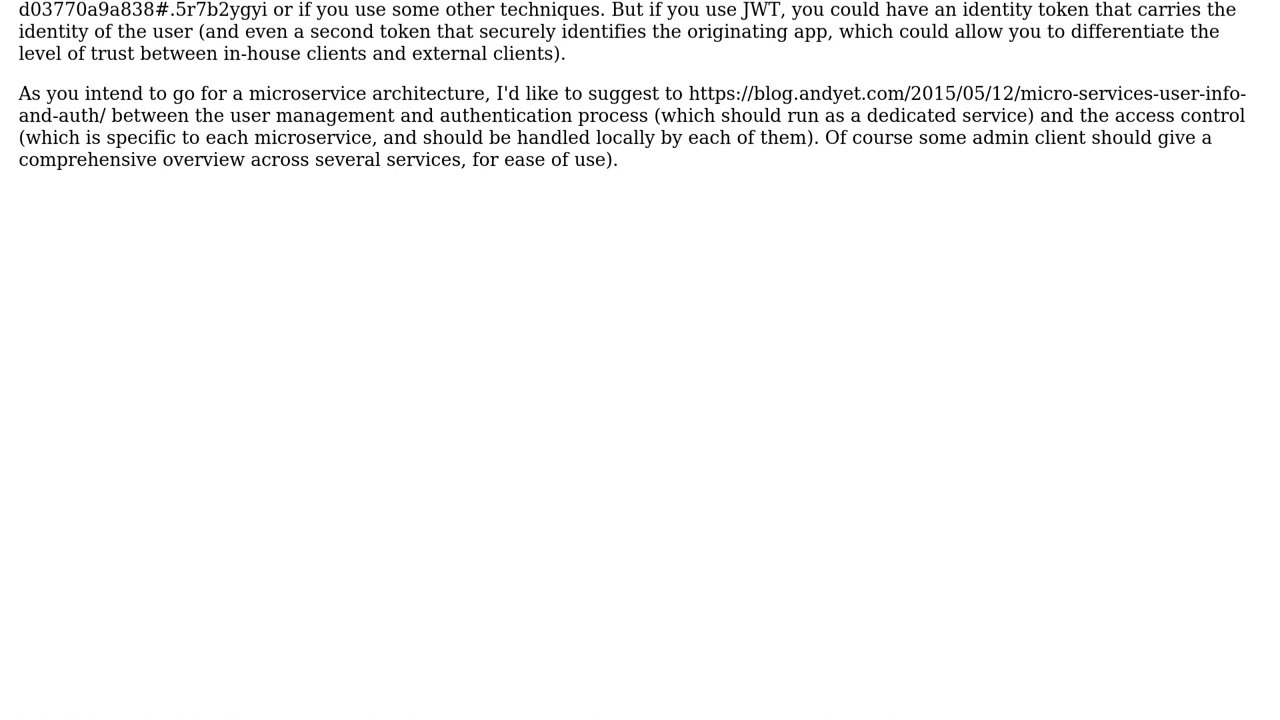 d03770a9a838#.5r7b2ygyi or if you use some other techniques. But if you use JWT, you could have an identity token that carries the
identity of the user (and even a second token that securely identifies the originating app, which could allow you to differentiate the
level of trust between in-house clients and external clients).
As you intend to go for a microservice architecture, I'd like to suggest to https://blog.andyet.com/2015/05/12/micro-services-user-info-
and-auth/ between the user management and authentication process (which should run as a dedicated service) and the access control
(which is specific to each microservice, and should be handled locally by each of them). Of course some admin client should give a
comprehensive overview across several services, for ease of use).